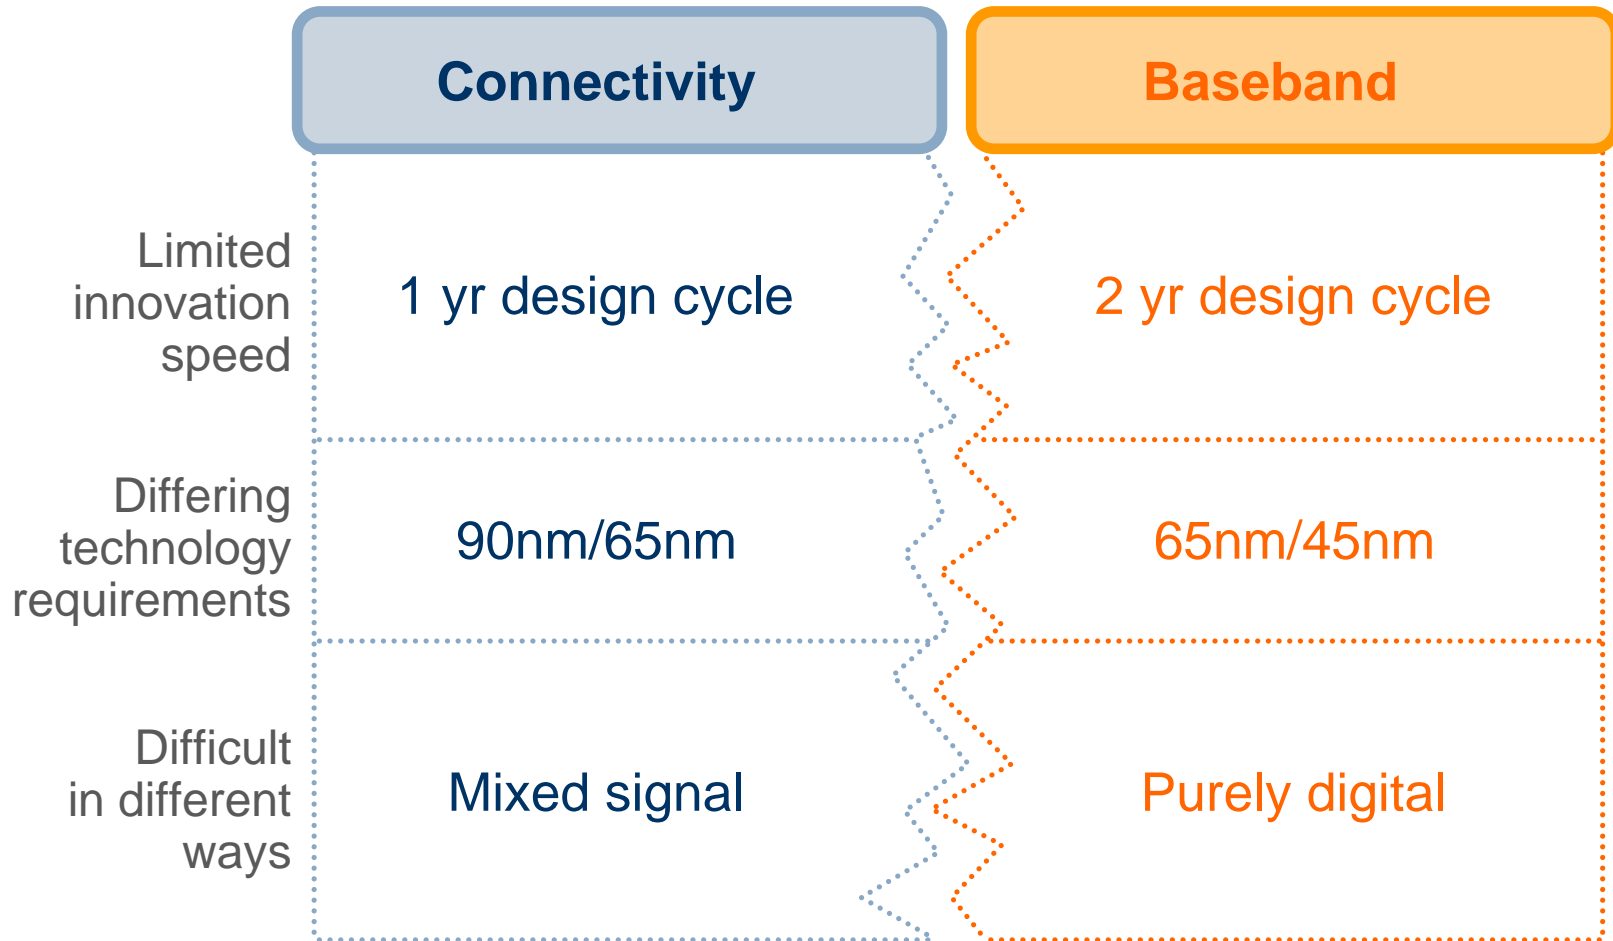 Connectivity
Baseband
Limited
innovation
speed
1 yr design cycle
2 yr design cycle
Differing
technology
requirements
90nm/65nm
65nm/45nm
Difficult
in different
ways
Mixed signal
Purely digital